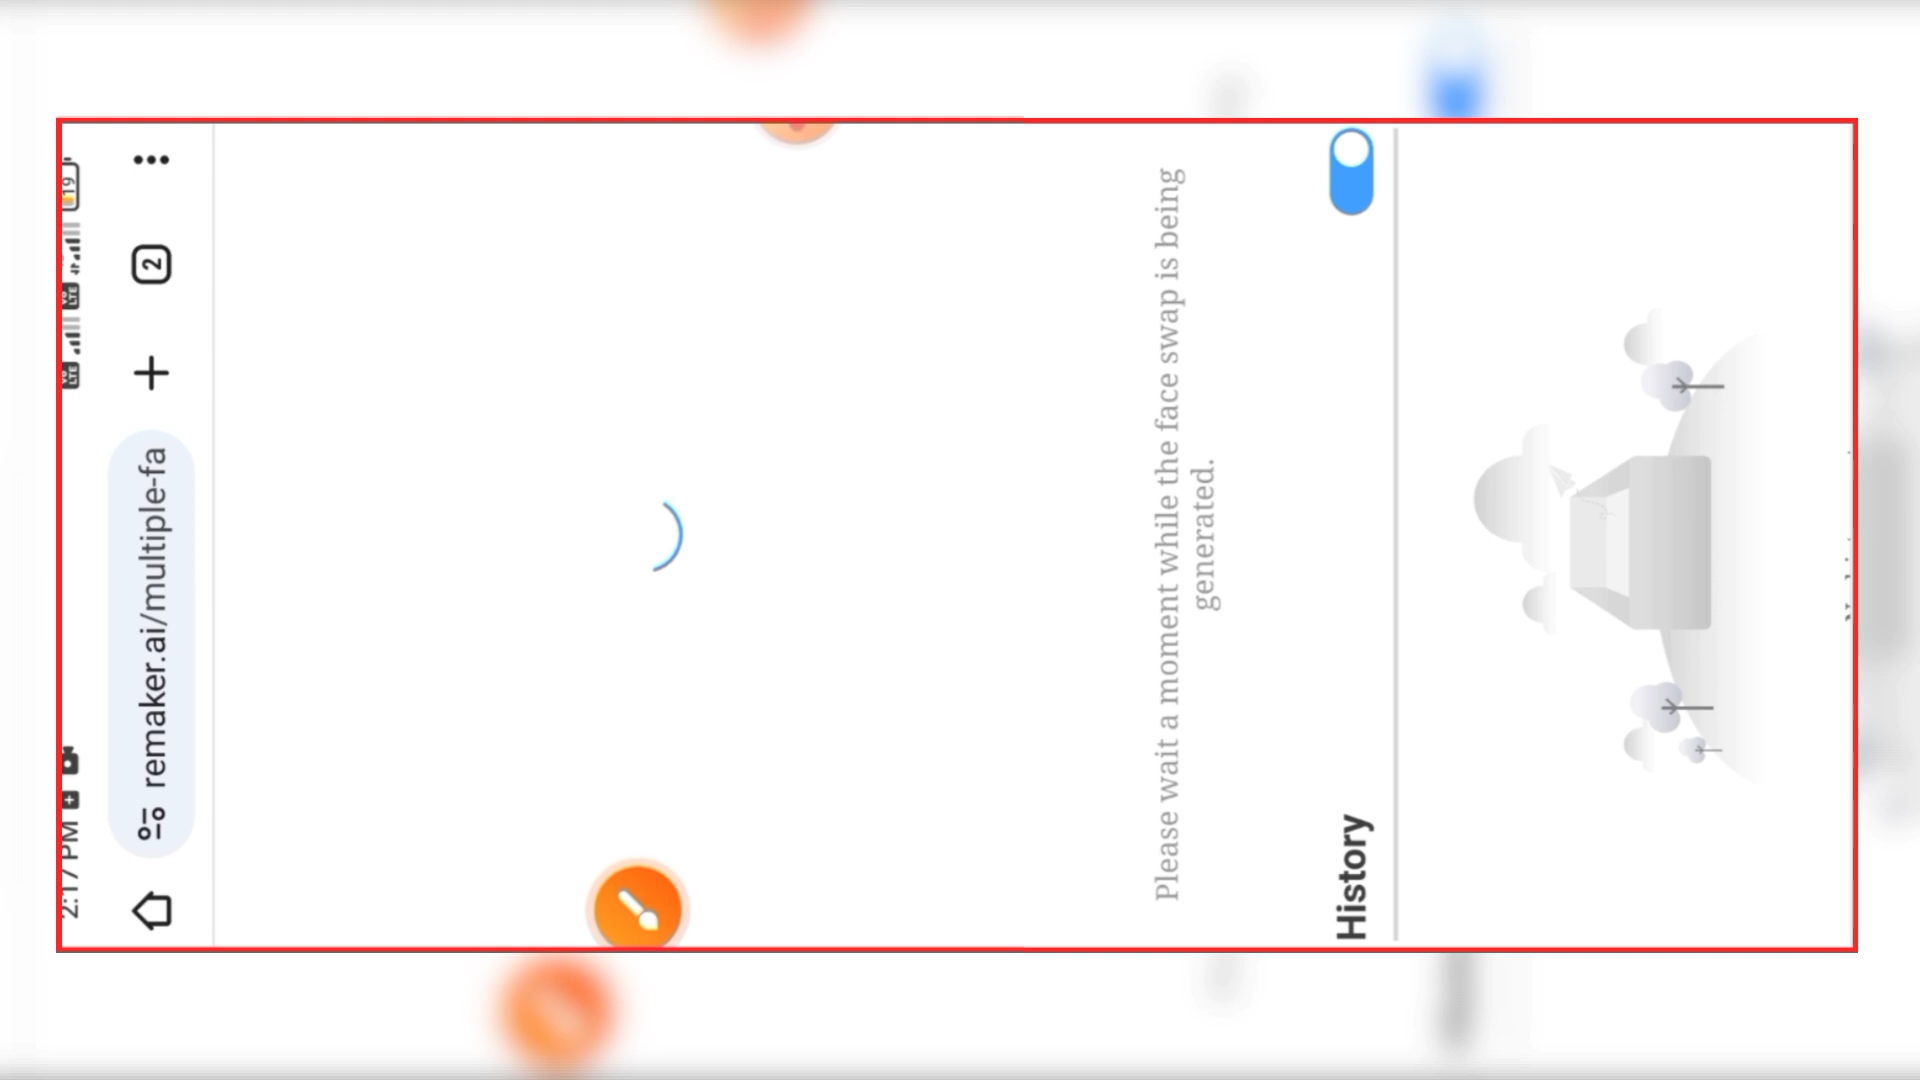 2:17 PM
19
remaker.ai/multiple-fa
2
Please wait a moment while the face swap is being
generated.
History